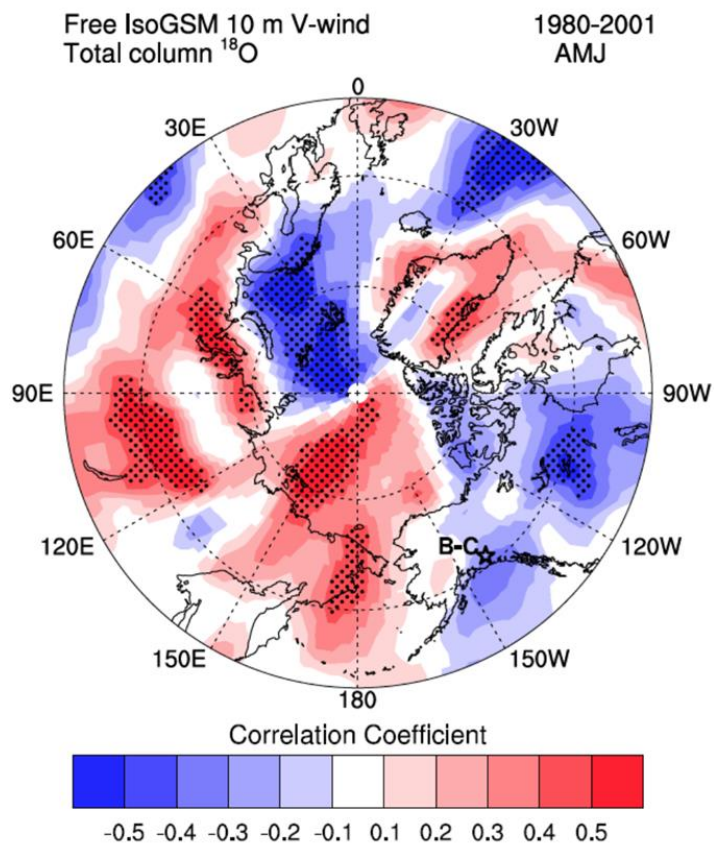 Free IsoGSM 10 m V-wind 1980-2001
Total column ¹⁸O AMJ
0
30E 30W
60E 60W
90E 90W
B-C
120E 120W
150E 150W
180
Correlation Coefficient
-0.5 -0.4 -0.3 -0.2 -0.1 0.1 0.2 0.3 0.4 0.5